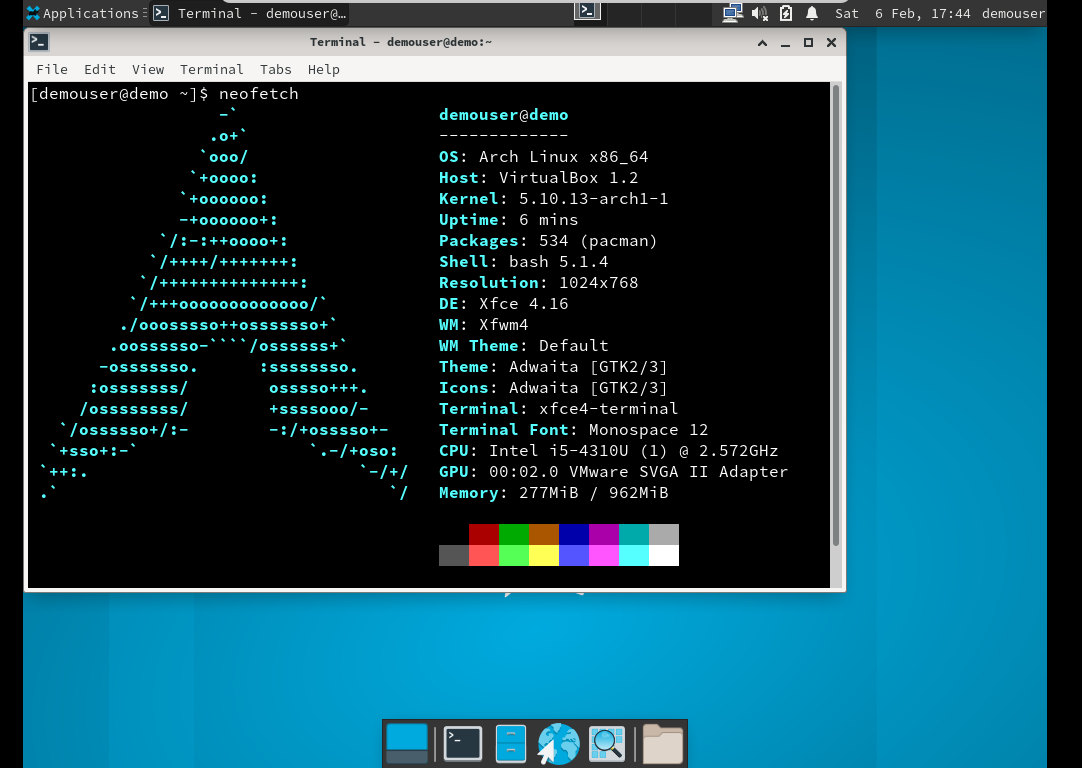 Applications Terminal - demouser@... Sat 6 Feb, 17:44 demouser
Terminal - demouser@demo:~
File Edit View Terminal Tabs Help
[demouser@demo ~]$ neofetch
-`
.o+`
`ooo/
`+oooo:
`+oooooo:
-+oooooo+:
`/:-:++oooo+:
`/++++/+++++++:
`/++++++++++++++:
`/+++ooooooooooooo/`
./ooosssso++osssssso+`
.oossssso-````/ossssss+`
-osssssso. :ssssssso.
:osssssss/ osssso+++.
/ossssssss/ +ssssooo/-
`/ossssso+/:- -:/+osssso+-
`+sso+:-` `.-/+oso:
`++:. `-/+/
.` `/
demouser@demo
-------------
OS: Arch Linux x86_64
Host: VirtualBox 1.2
Kernel: 5.10.13-arch1-1
Uptime: 6 mins
Packages: 534 (pacman)
Shell: bash 5.1.4
Resolution: 1024x768
DE: Xfce 4.16
WM: Xfwm4
WM Theme: Default
Theme: Adwaita [GTK2/3]
Icons: Adwaita [GTK2/3]
Terminal: xfce4-terminal
Terminal Font: Monospace 12
CPU: Intel i5-4310U (1) @ 2.572GHz
GPU: 00:02.0 VMware SVGA II Adapter
Memory: 277MiB / 962MiB